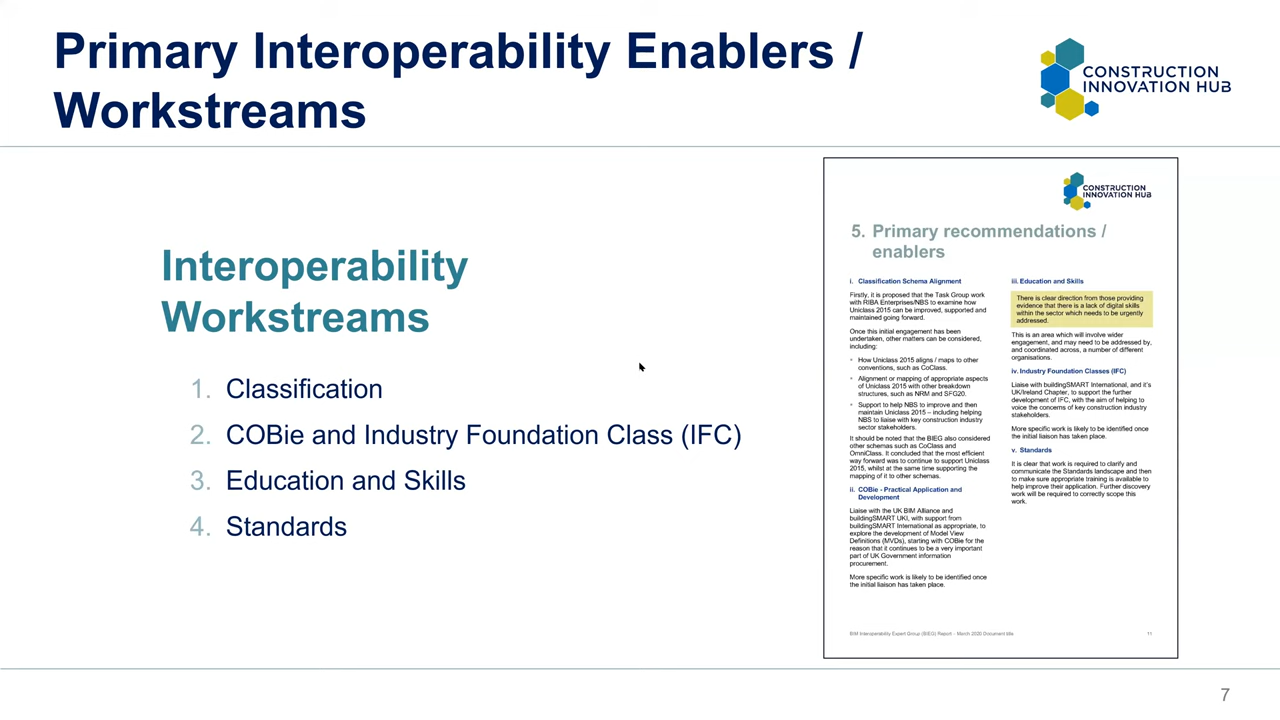 Primary Interoperability Enablers /
Workstreams
CONSTRUCTION
INNOVATION HUB
Interoperability
Workstreams
1. Classification
2. COBie and Industry Foundation Class (IFC)
3. Education and Skills
4. Standards
CONSTRUCTION
INNOVATION HUB
5. Primary recommendations /
enablers
i. Classification Schema Alignment
Firstly, it is proposed that the Task Group work
with RIBA Enterprises/NBS to examine how
Uniclass 2015 can be improved, supported and
maintained going forward.
Once this initial engagement has been
undertaken, other matters can be considered,
including:
• How Uniclass 2015 aligns / maps to other
conventions, such as CoClass.
• Alignment or mapping of appropriate aspects
of Uniclass 2015 with other breakdown
structures, such as NRM and SFG20.
• Support to help NBS to improve and then
maintain Uniclass 2015 – including helping
NBS to liaise with key construction industry
sector stakeholders.
It should be noted that the BIEG also considered
other schemas such as CoClass and
OmniClass. It concluded that the most efficient
way forward was to continue to support Uniclass
2015, whilst at the same time supporting the
mapping of it to other schemas.
ii. COBie - Practical Application and
Development
Liaise with the UK BIM Alliance and
buildingSMART UKI, with support from
buildingSMART International as appropriate, to
explore the development of Model View
Definitions (MVDs), starting with COBie for the
reason that it continues to be a very important
part of UK Government information
procurement.
More specific work is likely to be identified once
the initial liaison has taken place.
iii. Education and Skills
There is clear direction from those providing
evidence that there is a lack of digital skills
within the sector which needs to be urgently
addressed.
This is an area which will involve wider
engagement, and may need to be addressed by,
and coordinated across, a number of different
organisations.
iv. Industry Foundation Classes (IFC)
Liaise with buildingSMART International, and it's
UK/Ireland Chapter, to support the further
development of IFC, with the aim of helping to
voice the concerns of key construction industry
stakeholders.
More specific work is likely to be identified once
the initial liaison has taken place.
v. Standards
It is clear that work is required to clarify and
communicate the Standards landscape and then
to make sure appropriate training is available to
help improve their application. Further discovery
work will be required to correctly scope this
work.
BIM Interoperability Expert Group (BIEG) Report - March 2020 Document title
11
7